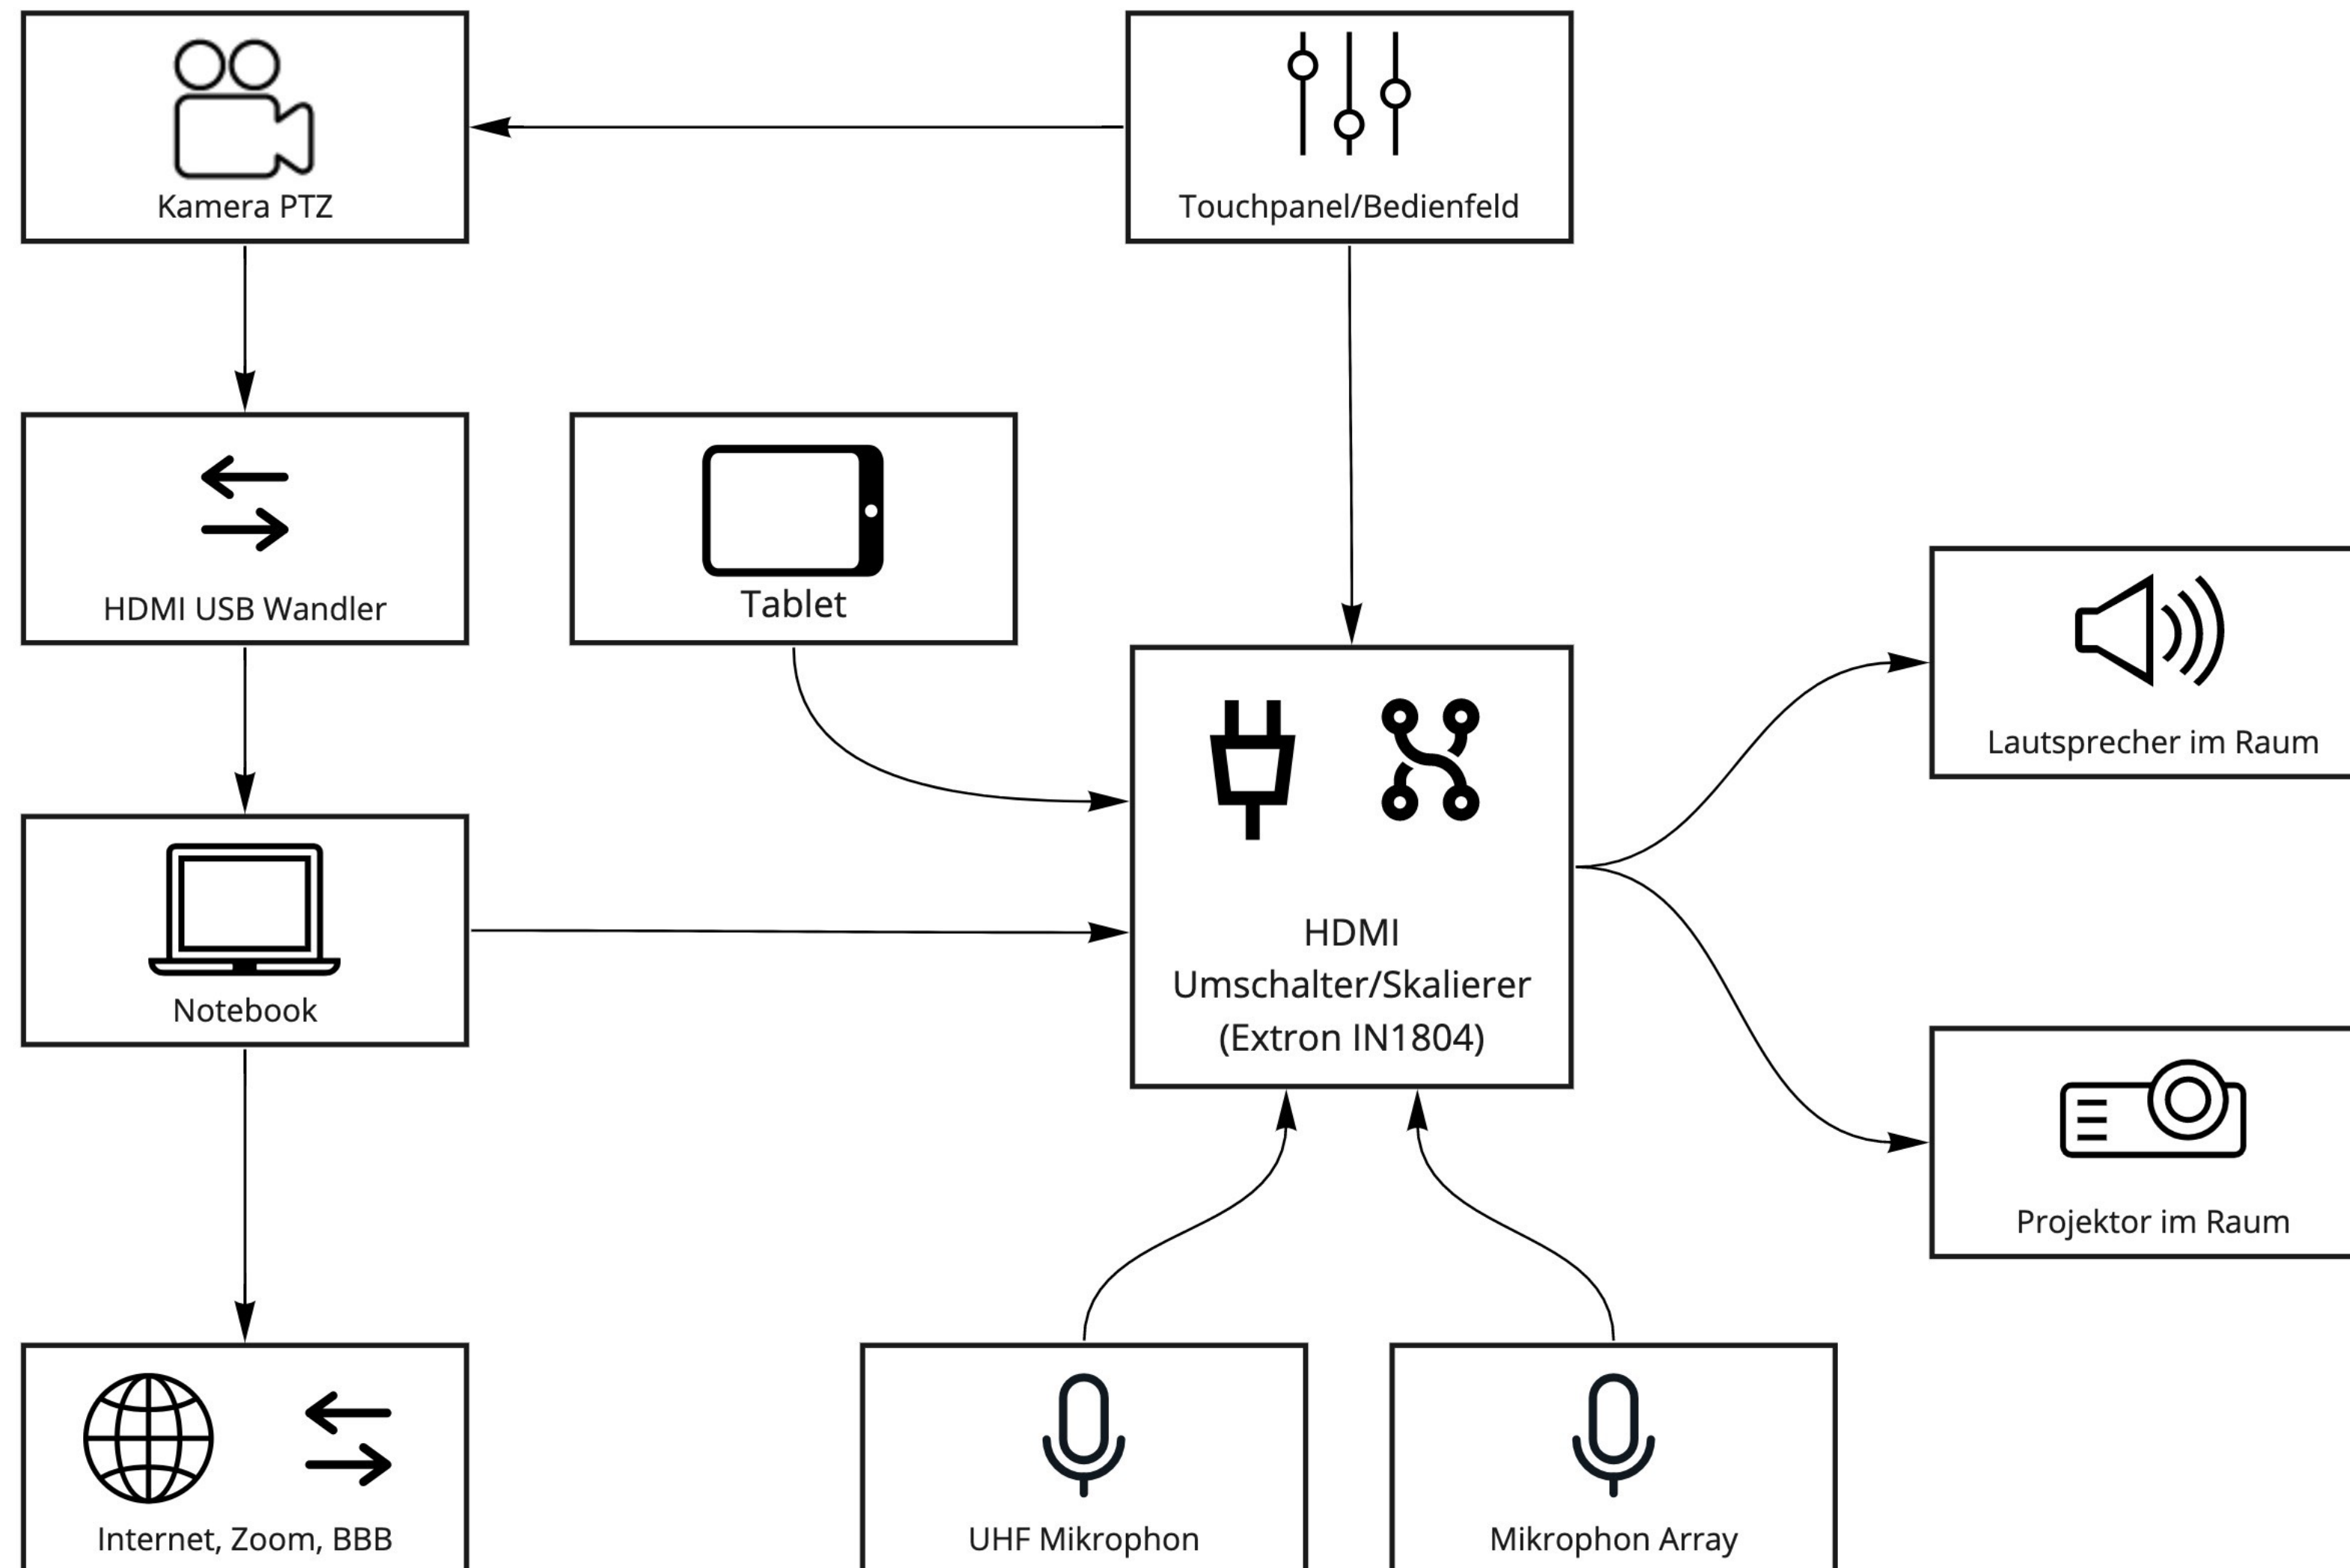 Kamera PTZ
Touchpanel/Bedienfeld
HDMI USB Wandler
Tablet
Lautsprecher im Raum
Notebook
HDMI
Umschalter/Skalierer
(Extron IN1804)
Projektor im Raum
Internet, Zoom, BBB
UHF Mikrophon
Mikrophon Array